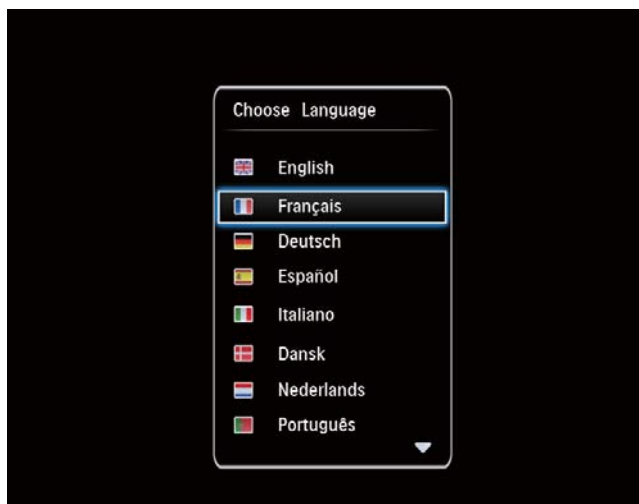 Choose Language
English
Français
Deutsch
Español
Italiano
Dansk
Nederlands
Português